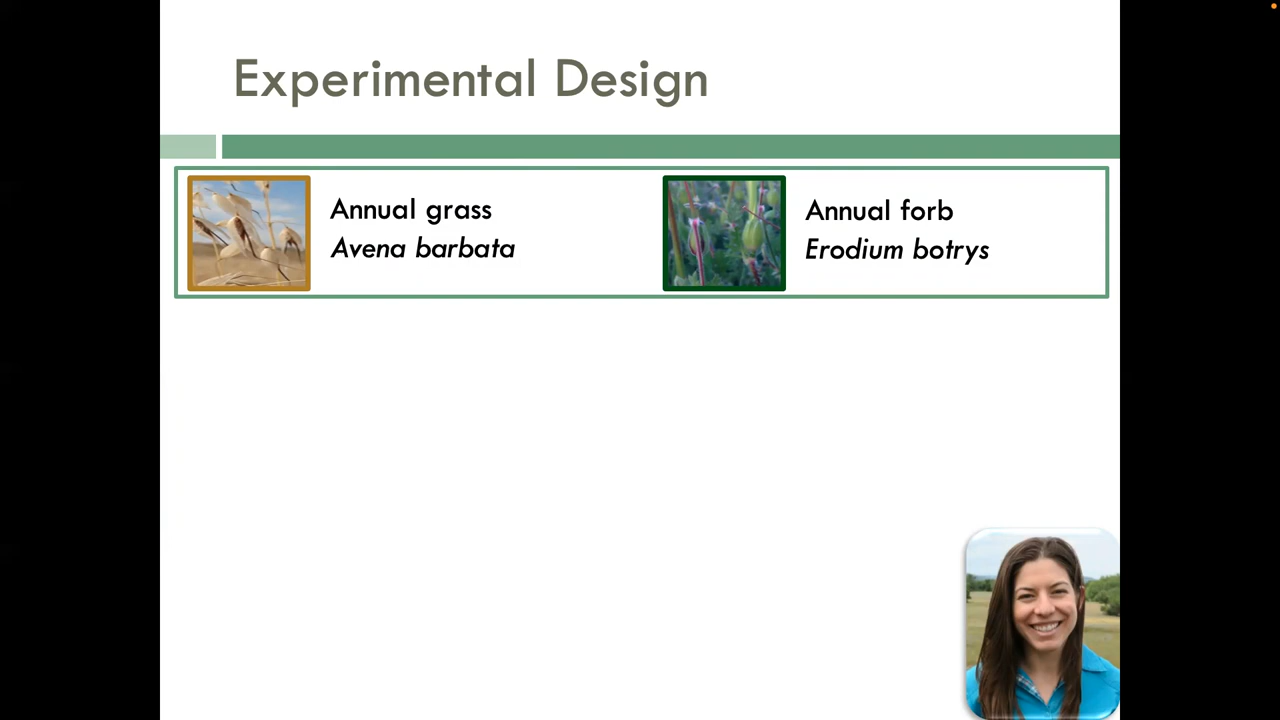 Experimental Design
Annual grass
Avena barbata
Annual forb
Erodium botrys